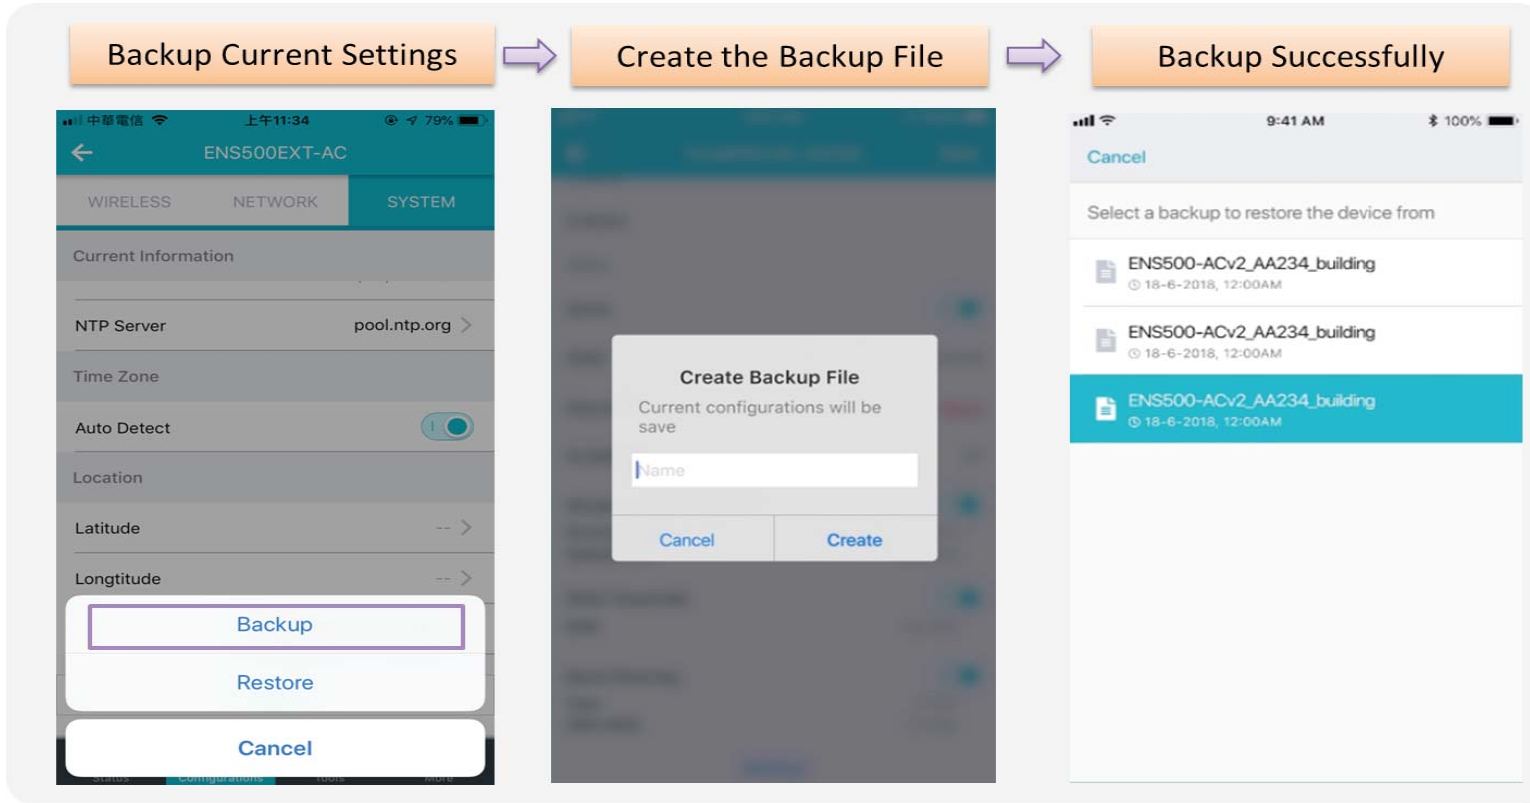 Backup Current Settings
Create the Backup File
Backup Successfully
中華電信
上午11:34
79%
ENS500EXT-AC
WIRELESS
NETWORK
SYSTEM
Current Information
NTP Server
pool.ntp.org
Time Zone
Auto Detect
Location
Latitude
--
Longtitude
--
Backup
Restore
Cancel
Status
Configurations
Tools
More
Create Backup File
Current configurations will be
save
Name
Cancel
Create
9:41 AM
100%
Cancel
Select a backup to restore the device from
ENS500-ACv2_AA234_building
18-6-2018, 12:00AM
ENS500-ACv2_AA234_building
18-6-2018, 12:00AM
ENS500-ACv2_AA234_building
18-6-2018, 12:00AM